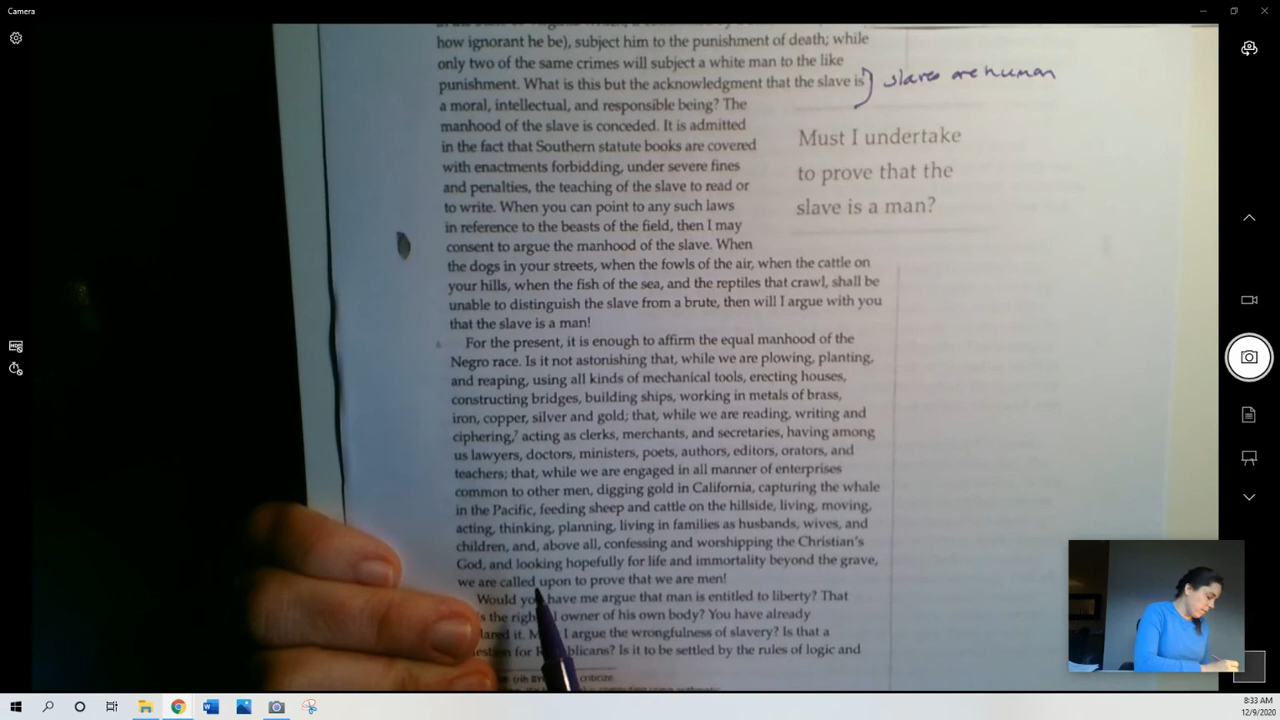 Camera
how ignorant he be), subject him to the punishment of death; while
only two of the same crimes will subject a white man to the like
punishment. What is this but the acknowledgment that the slave is
slaves are human
a moral, intellectual, and responsible being? The
manhood of the slave is conceded. It is admitted
in the fact that Southern statute books are covered
with enactments forbidding, under severe fines
and penalties, the teaching of the slave to read or
to write. When you can point to any such laws
in reference to the beasts of the field, then I may
consent to argue the manhood of the slave. When
Must I undertake
to prove that the
slave is a man?
the dogs in your streets, when the fowls of the air, when the cattle on
your hills, when the fish of the sea, and the reptiles that crawl, shall be
unable to distinguish the slave from a brute, then will I argue with you
that the slave is a man!
For the present, it is enough to affirm the equal manhood of the
Negro race. Is it not astonishing that, while we are plowing, planting,
and reaping, using all kinds of mechanical tools, erecting houses,
constructing bridges, building ships, working in metals of brass,
iron, copper, silver and gold; that, while we are reading, writing and
ciphering,7 acting as clerks, merchants, and secretaries, having among
us lawyers, doctors, ministers, poets, authors, editors, orators, and
teachers; that, while we are engaged in all manner of enterprises
common to other men, digging gold in California, capturing the whale
in the Pacific, feeding sheep and cattle on the hillside, living, moving,
acting, thinking, planning, living in families as husbands, wives, and
children, and, above all, confessing and worshipping the Christian's
God, and looking hopefully for life and immortality beyond the grave,
we are called upon to prove that we are men!
Would you have me argue that man is entitled to liberty? That
the owner of his own body? You have already
I argue the wrongfulness of slavery? Is that a
for Is it to be settled by the rules of logic and
criticize.
8:33 AM
12/9/2020